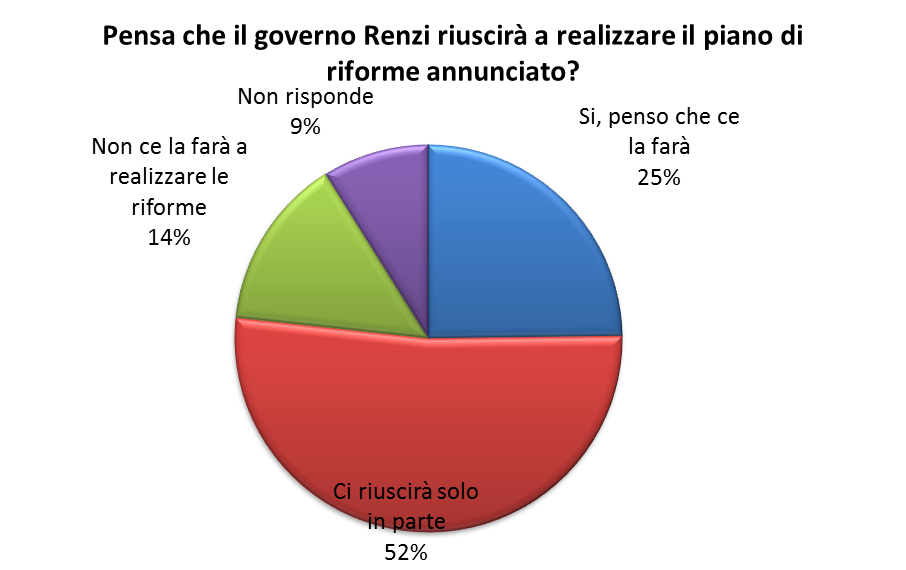 Pensa che il governo Renzi riuscirà a realizzare il piano di
riforme annunciato?
Non risponde
9%
Si, penso che ce
la farà
25%
Non ce la farà a
realizzare le
riforme
14%
Ci riuscirà solo
in parte
52%